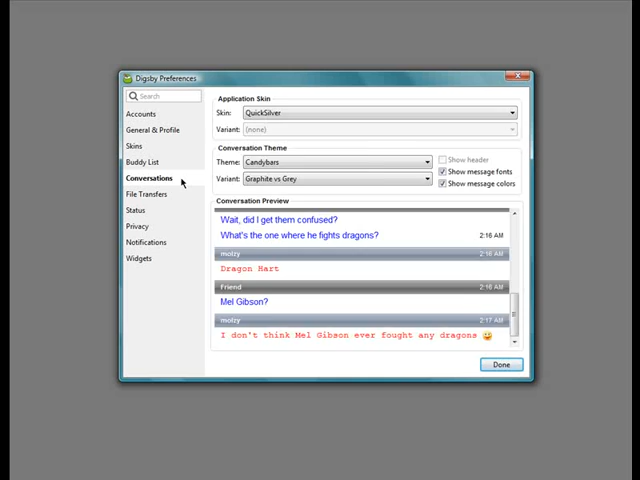 Digsby Preferences
Search
Accounts
General & Profile
Skins
Buddy List
Conversations
File Transfers
Status
Privacy
Notifications
Widgets
Application Skin
Skin: QuickSilver
Variant: (none)
Conversation Theme
Theme: Candybars
Variant: Graphite vs Grey
Show header
Show message fonts
Show message colors
Conversation Preview
Wait, did I get them confused?
What's the one where he fights dragons? 2:16 AM
molzy 2:16 AM
Dragon Hart
Friend 2:16 AM
Mel Gibson?
molzy 2:17 AM
I don't think Mel Gibson ever fought any dragons
Done